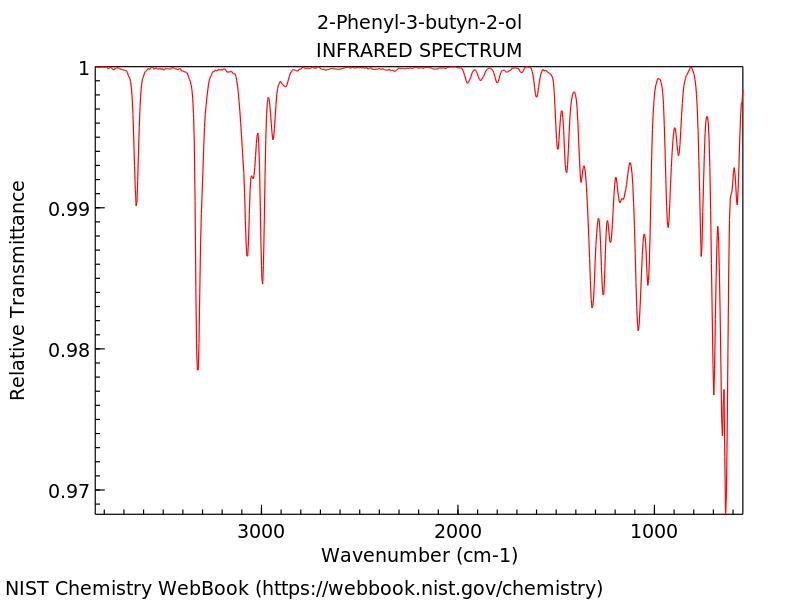 2-Phenyl-3-butyn-2-ol
INFRARED SPECTRUM
1
0.99
0.98
0.97
Relative Transmittance
3000 2000 1000
Wavenumber (cm-1)
NIST Chemistry WebBook (https://webbook.nist.gov/chemistry)